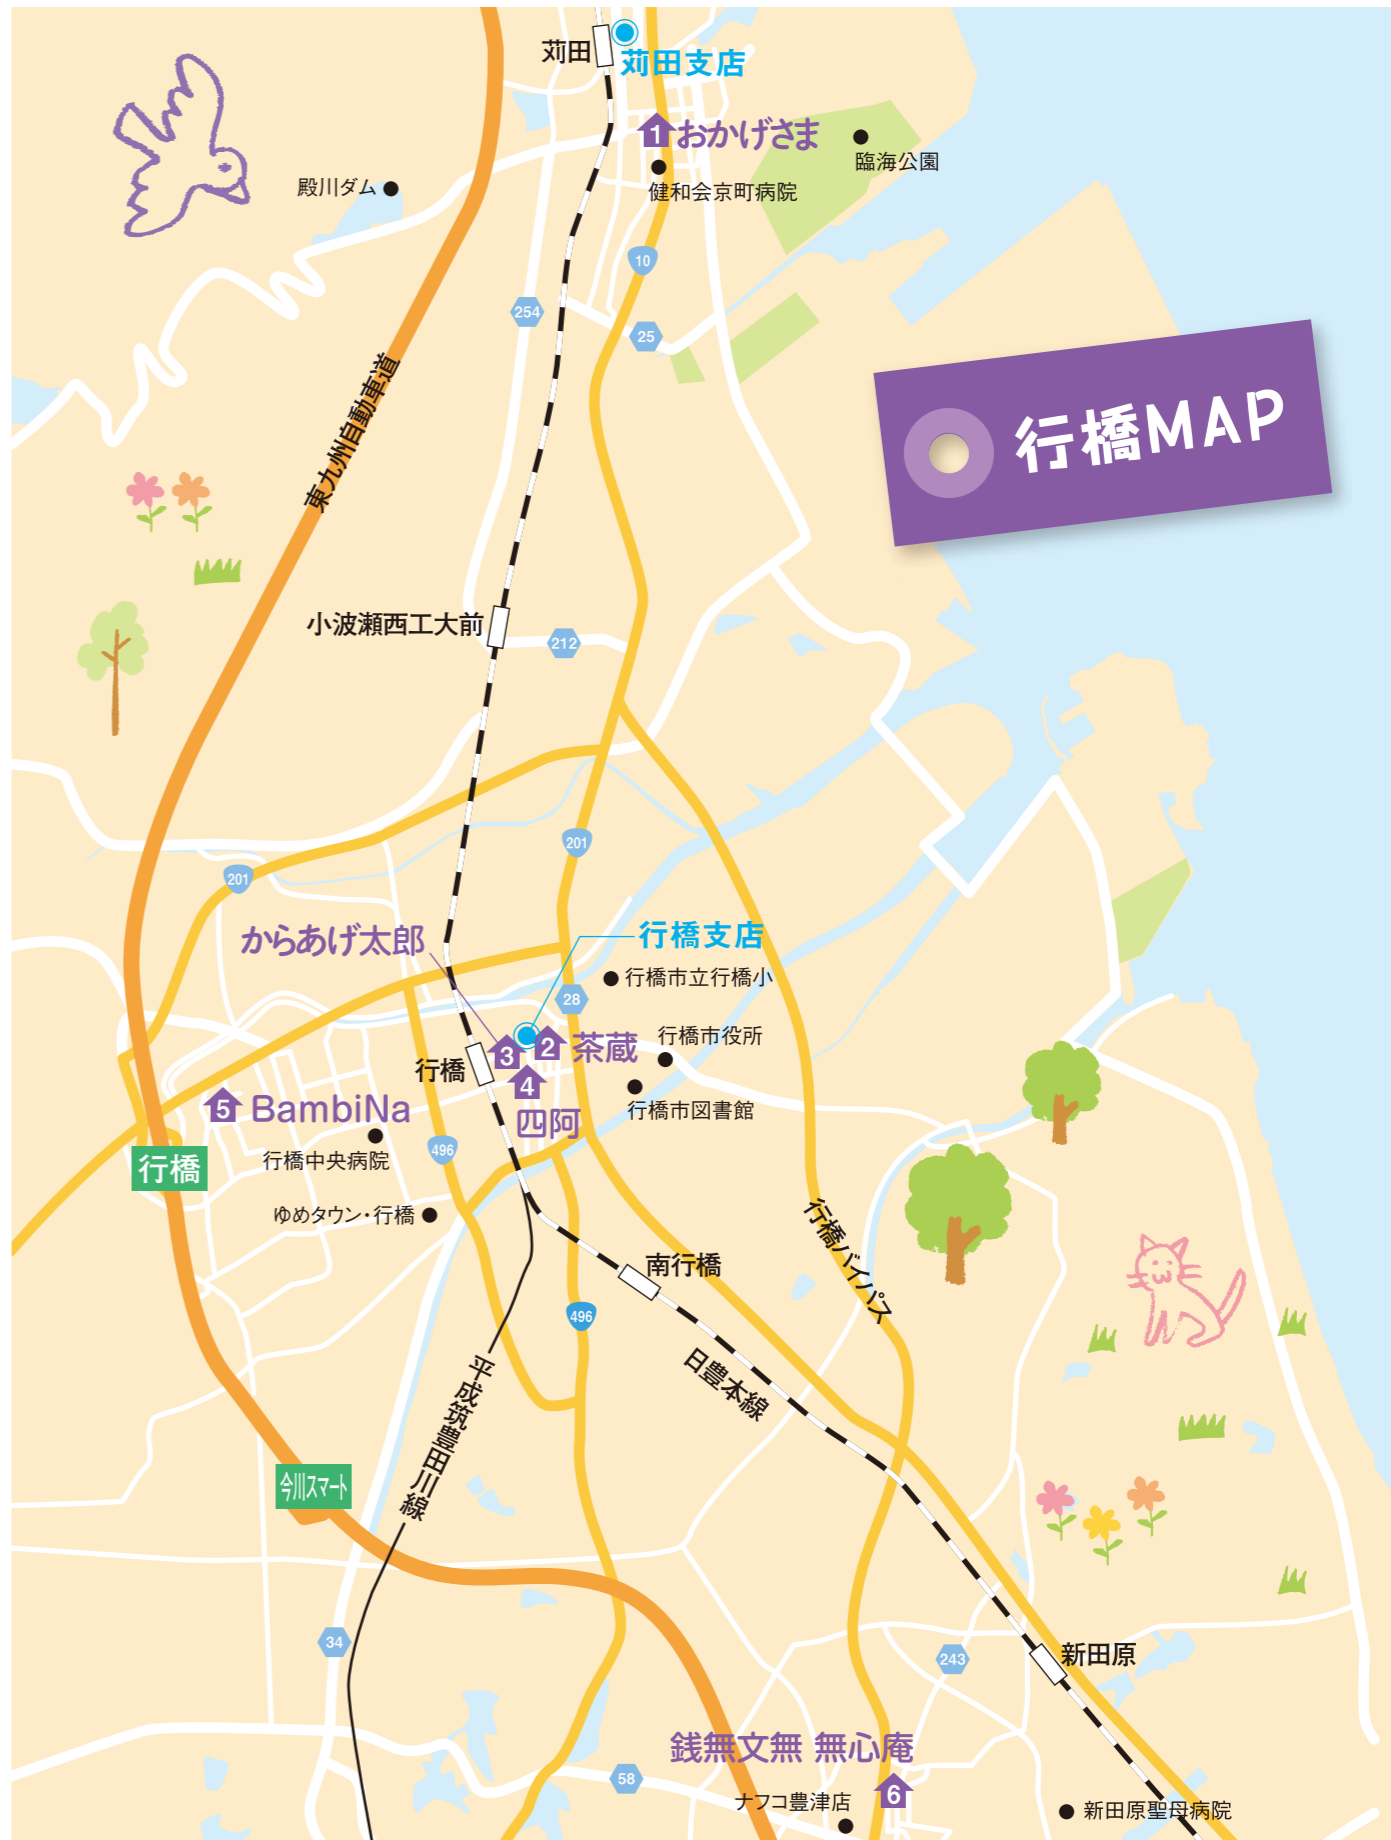 苅田
苅田支店
1
おかげさま
臨海公園
健和会京町病院
殿川ダム
10
254
25
東九州自動車道
行橋MAP
小波瀬西工大前
212
201
201
からあげ太郎
行橋支店
行橋市立行橋小
28
行橋市役所
2
茶蔵
3
行橋
4
四阿
行橋市図書館
5
BambiNa
行橋中央病院
496
行橋
ゆめタウン・行橋
行橋バイパス
南行橋
496
日豊本線
平成筑豊田川線
今川スマート
34
243
新田原
銭無文無 無心庵
58
ナフコ豊津店
6
新田原聖母病院